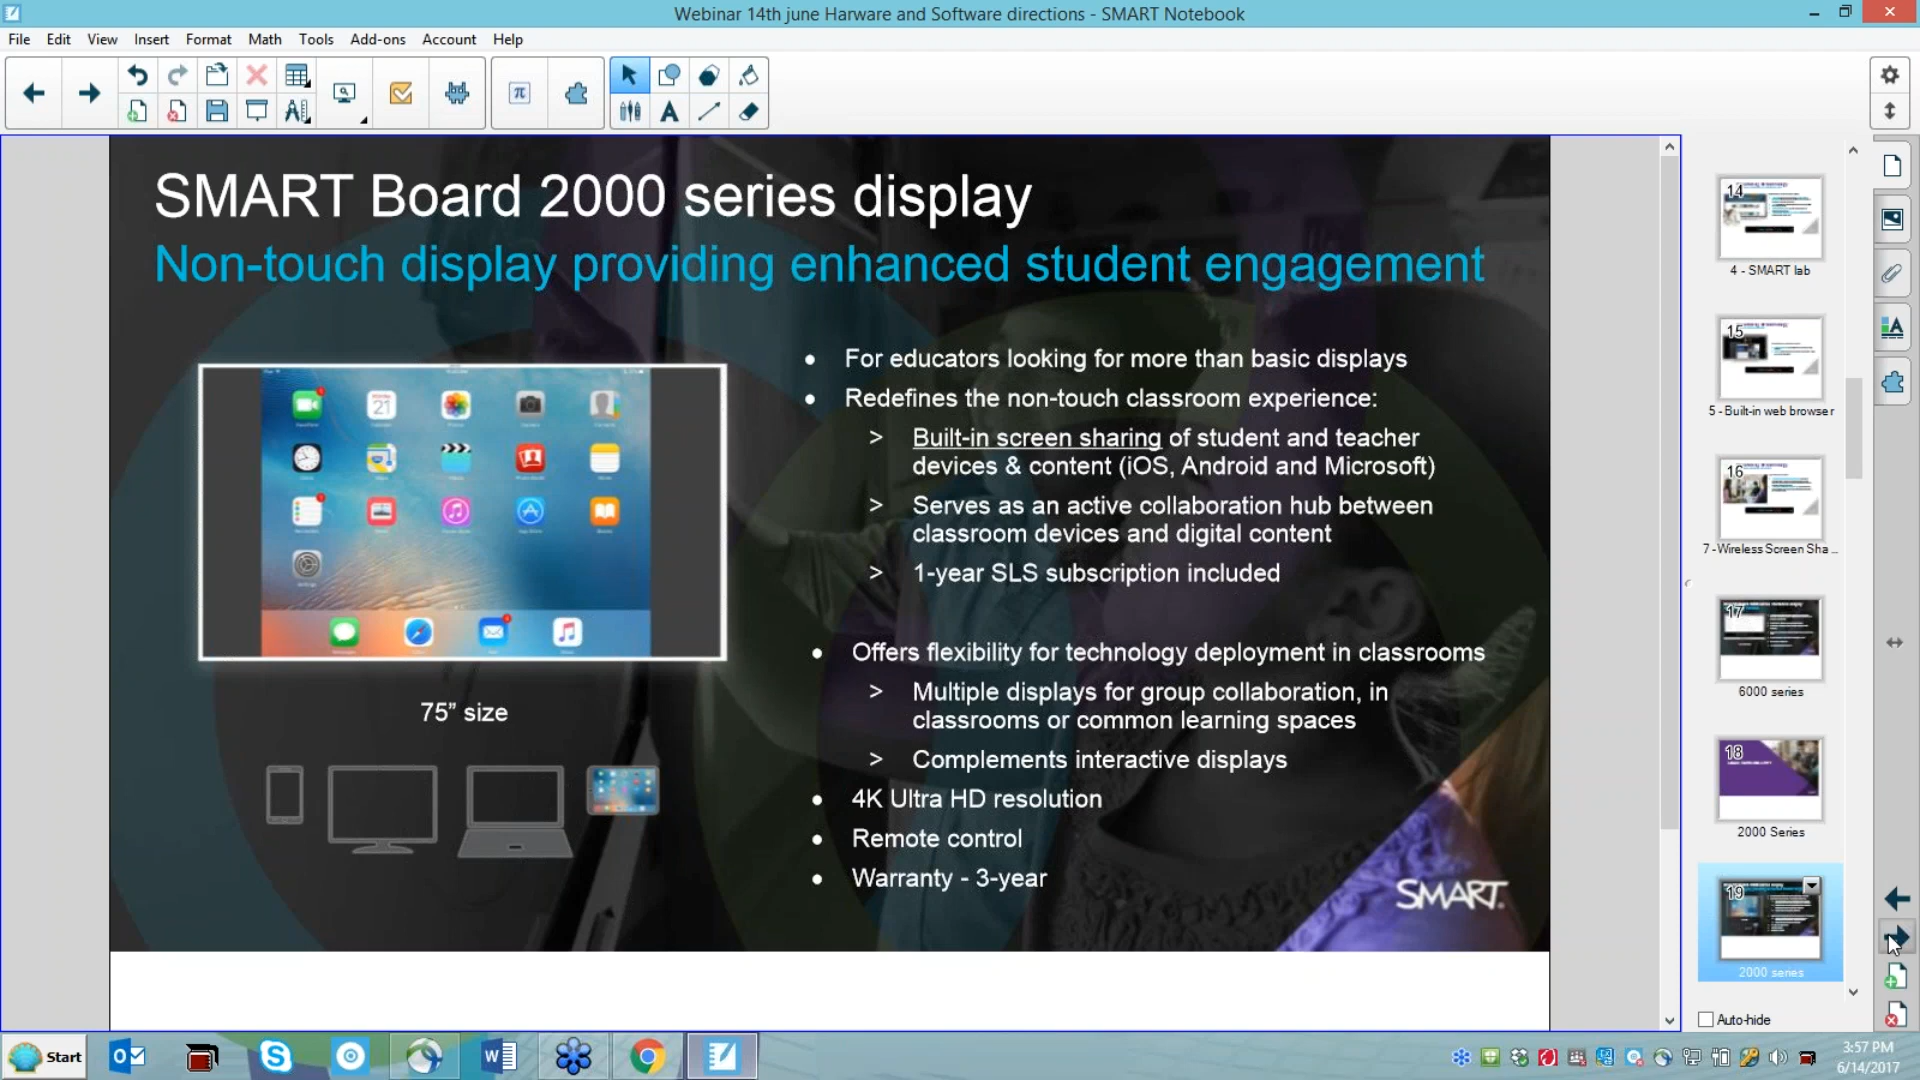 Webinar 14th june Harware and Software directions - SMART Notebook
File Edit View Insert Format Math Tools Add-ons Account Help
SMART Board 2000 series display
Non-touch display providing enhanced student engagement
• For educators looking for more than basic displays
• Redefines the non-touch classroom experience:
> Built-in screen sharing of student and teacher
devices & content (iOS, Android and Microsoft)
> Serves as an active collaboration hub between
classroom devices and digital content
> 1-year SLS subscription included
• Offers flexibility for technology deployment in classrooms
> Multiple displays for group collaboration, in
classrooms or common learning spaces
> Complements interactive displays
• 4K Ultra HD resolution
• Remote control
• Warranty - 3-year
21
75” size
SMART
14
4 - SMART lab
15
5 - Built-in web browser
16
7 - Wireless Screen Sha ...
17
6000 series
18
2000 Series
19
2000 series
Auto-hide
Start
3:57 PM
6/14/2017